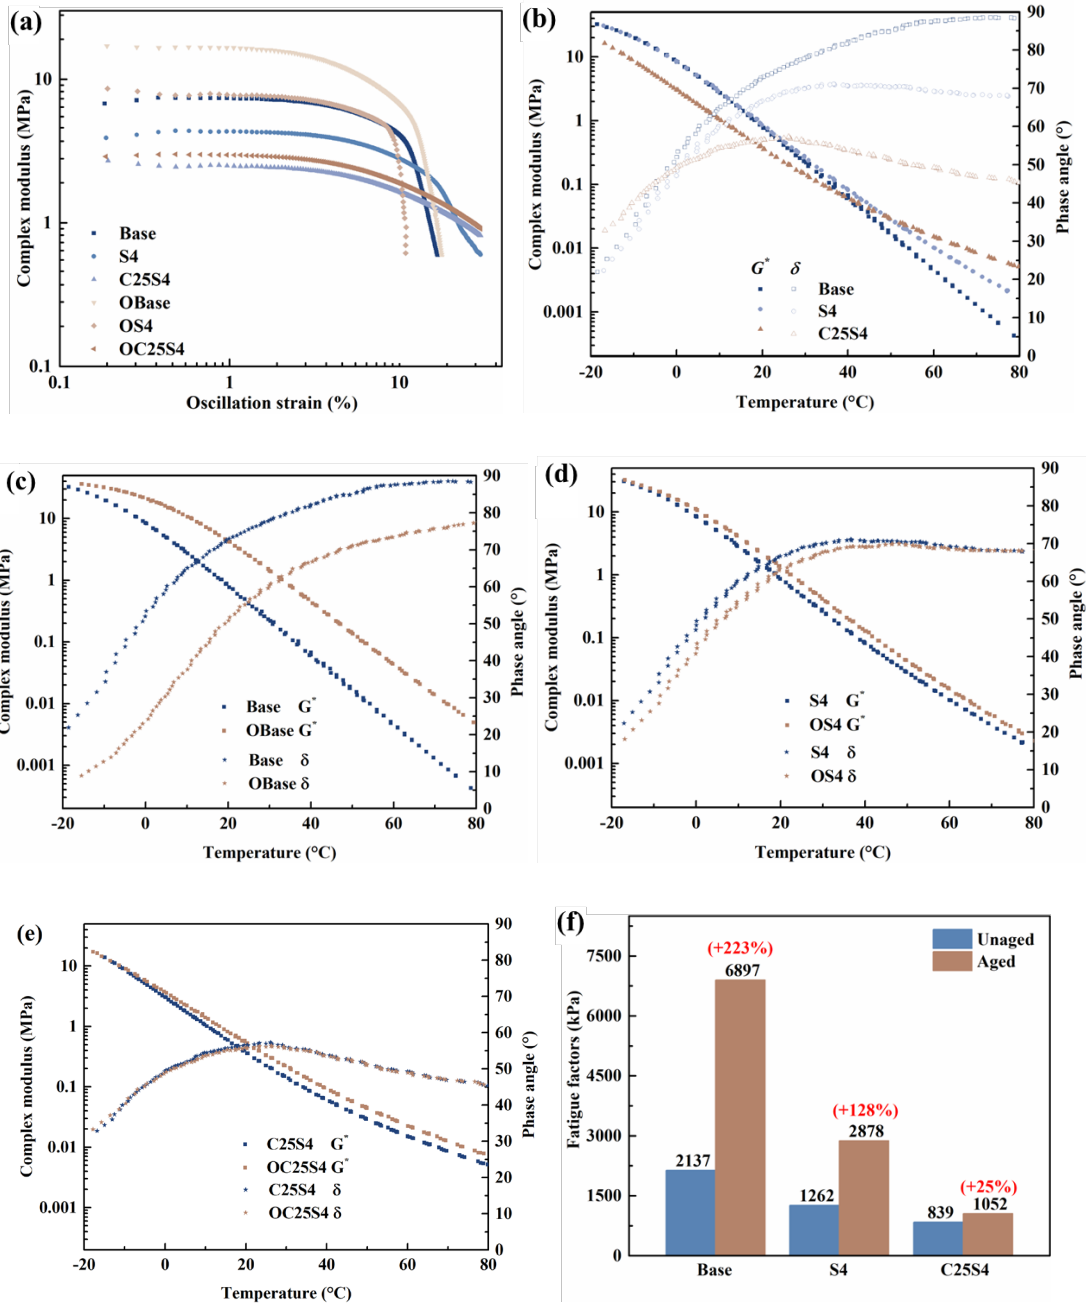 (a)
Complex modulus (MPa)
10
1
0.1
Base
S4
C25S4
OBase
OS4
OC25S4
0.1 1 10
Oscillation strain (%)
(b)
Complex modulus (MPa)
10
1
0.1
0.01
0.001
G* δ
Base
S4
C25S4
90
80
70
60
50
40
30
20
10
0
Phase angle (°)
-20 0 20 40 60 80
Temperature (°C)
(c)
Complex modulus (MPa)
10
1
0.1
0.01
0.001
Base G*
OBase G*
Base δ
OBase δ
90
80
70
60
50
40
30
20
10
0
Phase angle (°)
-20 0 20 40 60 80
Temperature (°C)
(d)
Complex modulus (MPa)
10
1
0.1
0.01
0.001
S4 G*
OS4 G*
S4 δ
OS4 δ
90
80
70
60
50
40
30
20
10
0
Phase angle (°)
-20 0 20 40 60 80
Temperature (°C)
(e)
Complex modulus (MPa)
10
1
0.1
0.01
0.001
C25S4 G*
OC25S4 G*
C25S4 δ
OC25S4 δ
90
80
70
60
50
40
30
20
10
0
Phase angle (°)
-20 0 20 40 60 80
Temperature (°C)
(f)
Fatigue factors (kPa)
7500
6000
4500
3000
1500
0
Unaged
Aged
(+223%)
6897
2137
(+128%)
2878
1262
(+25%)
839 1052
Base S4 C25S4